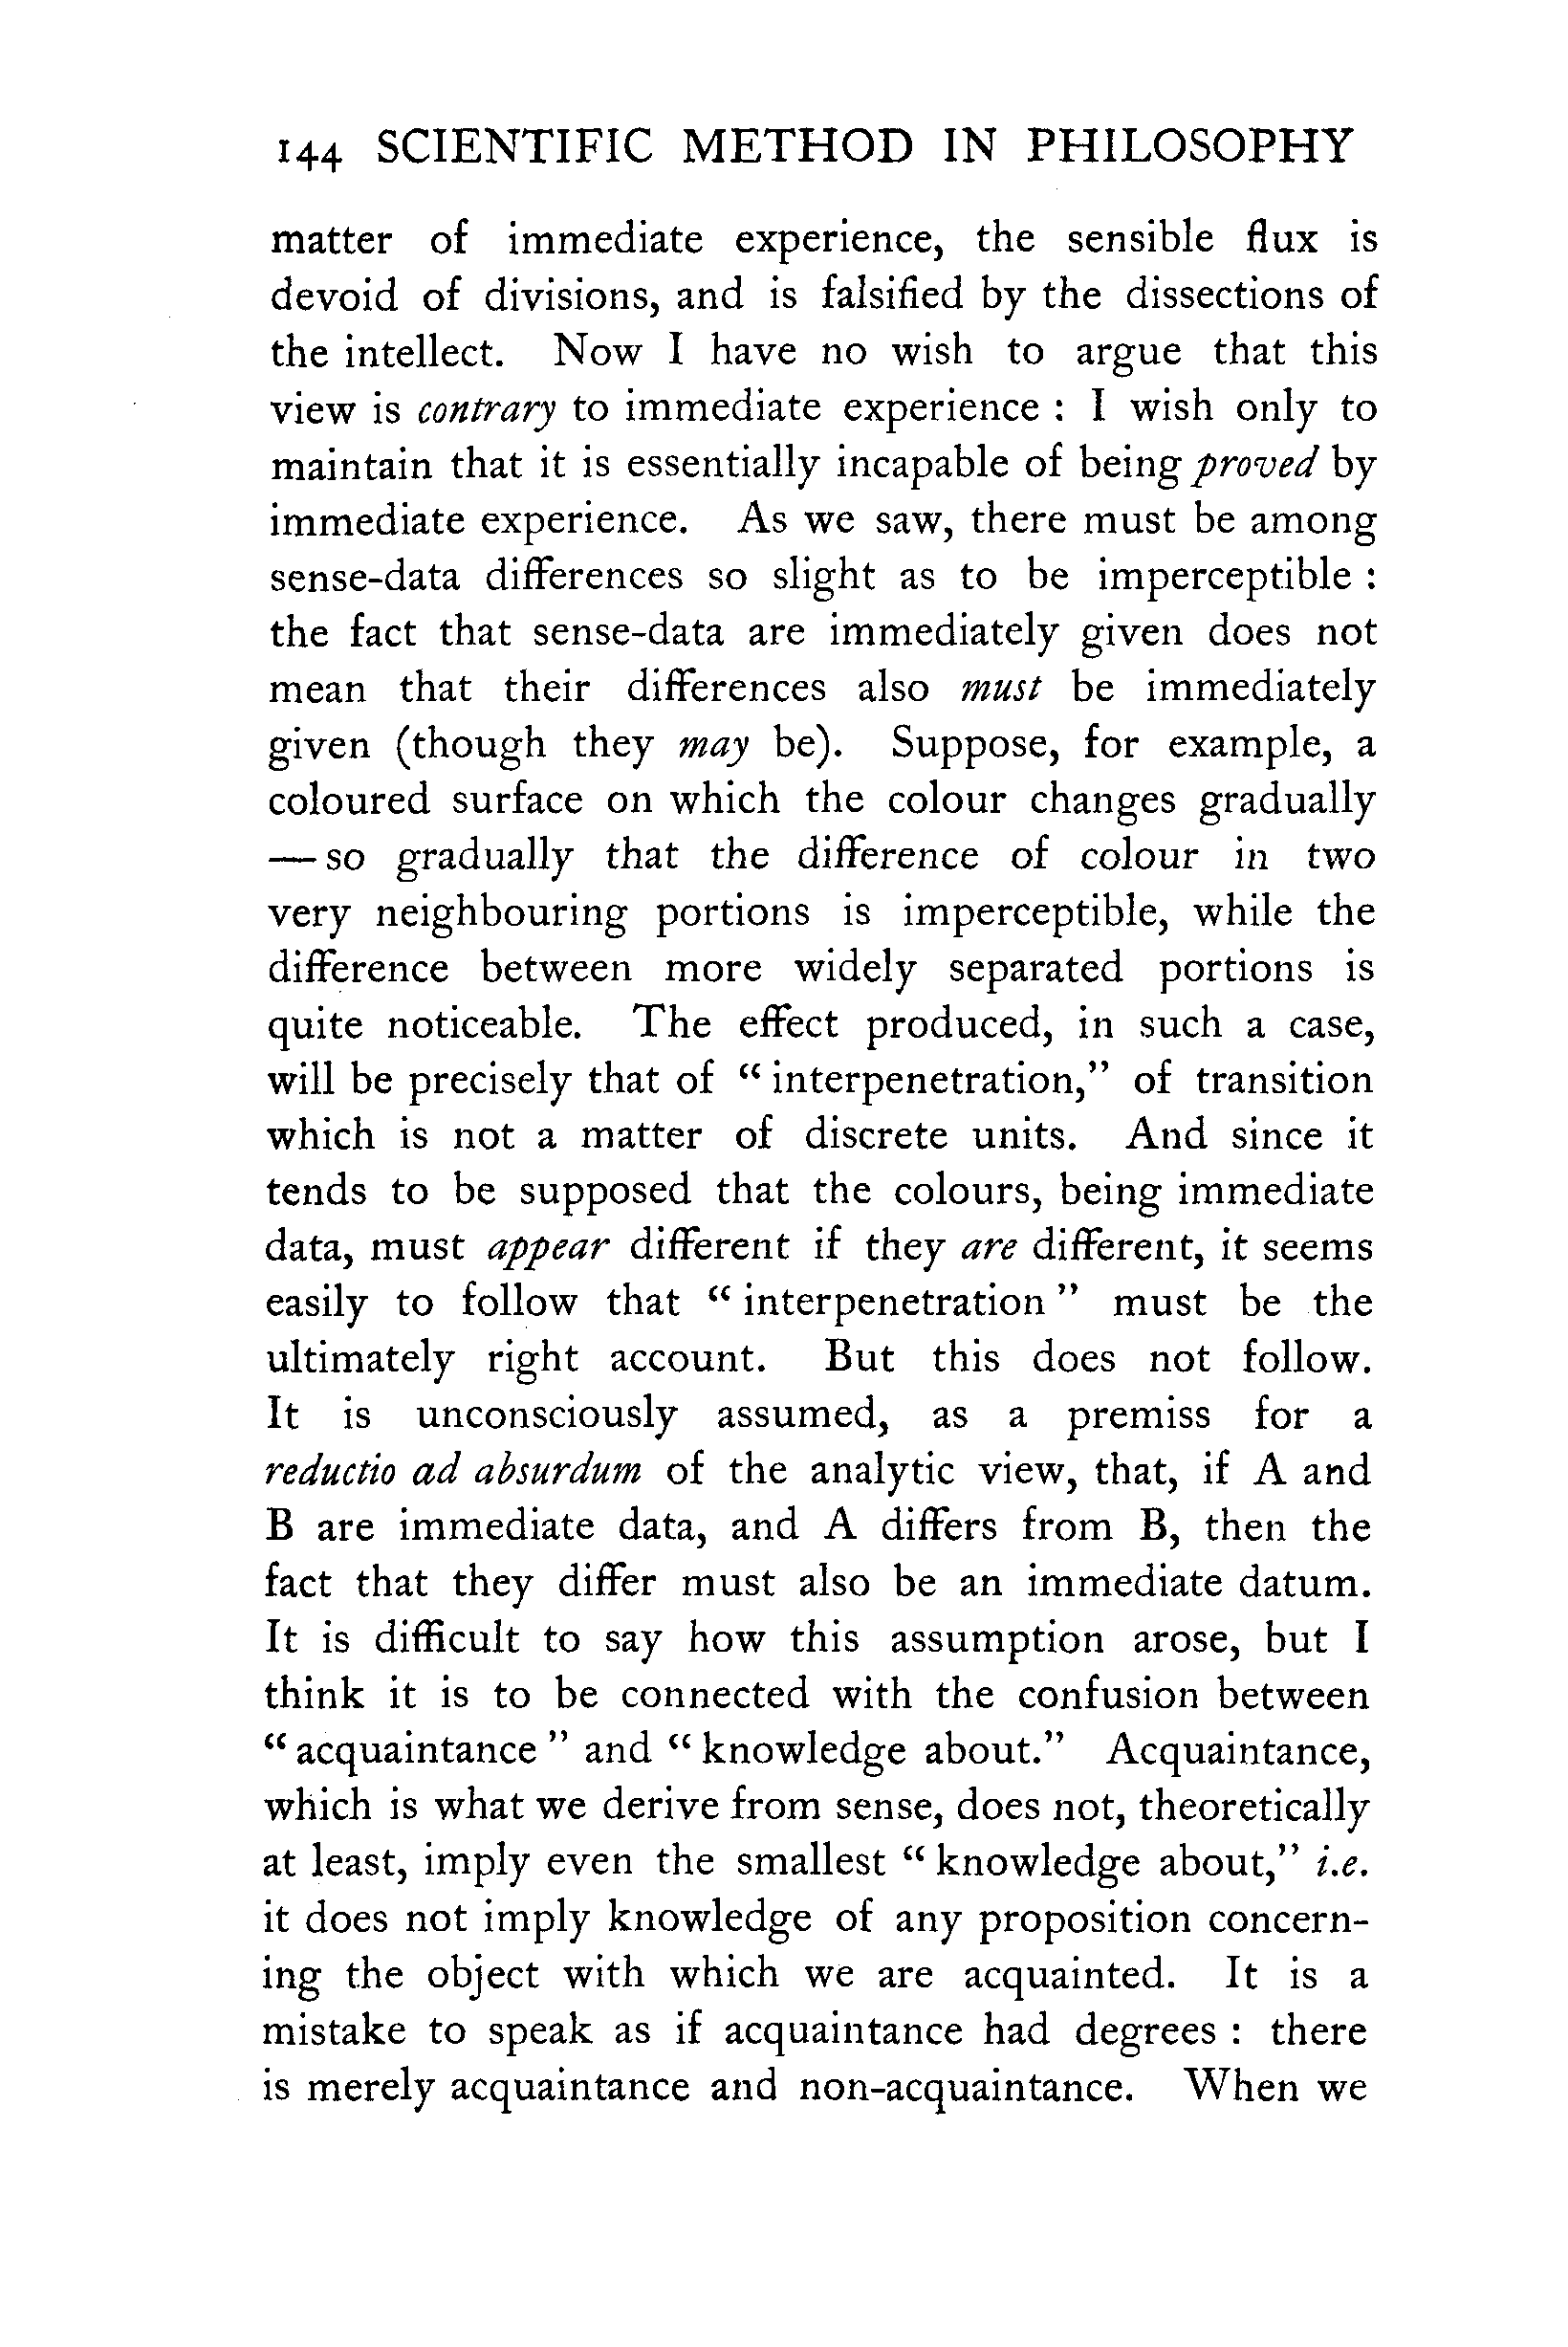 144 SCIENTIFIC METHOD IN PHILOSOPHY
matter of immediate experience, the sensible flux is
devoid of divisions, and is falsified by the dissections of
the intellect. Now I have no wish to argue that this
view is contrary to immediate experience : I wish only to
maintain that it is essentially incapable of being proved by
immediate experience. As we saw, there must be among
sense-data differences so slight as to be imperceptible :
the fact that sense-data are immediately given does not
mean that their differences also must be immediately
given (though they may be). Suppose, for example, a
coloured surface on which the colour changes gradually
— so gradually that the difference of colour in two
very neighbouring portions is imperceptible, while the
difference between more widely separated portions is
quite noticeable. The effect produced, in such a case,
will be precisely that of “ interpenetration,” of transition
which is not a matter of discrete units. And since it
tends to be supposed that the colours, being immediate
data, must appear different if they are different, it seems
easily to follow that “ interpenetration ” must be the
ultimately right account. But this does not follow.
It is unconsciously assumed, as a premiss for a
reductio ad absurdum of the analytic view, that, if A and
B are immediate data, and A differs from B, then the
fact that they differ must also be an immediate datum.
It is difficult to say how this assumption arose, but I
think it is to be connected with the confusion between
“ acquaintance ” and “ knowledge about.” Acquaintance,
which is what we derive from sense, does not, theoretically
at least, imply even the smallest “ knowledge about,” i.e.
it does not imply knowledge of any proposition concern-
ing the object with which we are acquainted. It is a
mistake to speak as if acquaintance had degrees : there
is merely acquaintance and non-acquaintance. When we